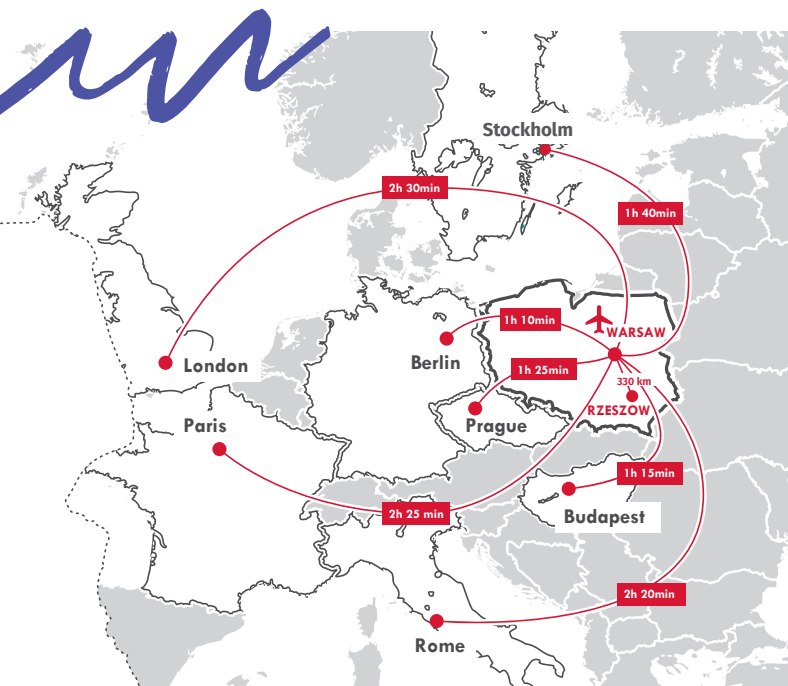 Stockholm
2h 30min
1h 40min
1h 10min
WARSAW
London
Berlin
1h 25min
330 km
RZESZOW
Paris
Prague
1h 15min
2h 25 min
Budapest
2h 20min
Rome